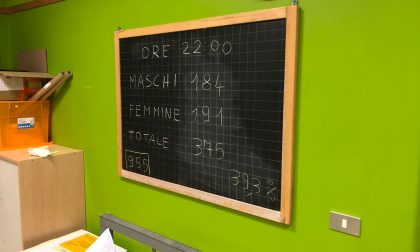 ORE 22:00
MASCHI 184
FEMMINE 191
TOTALE 375
955
39,3%